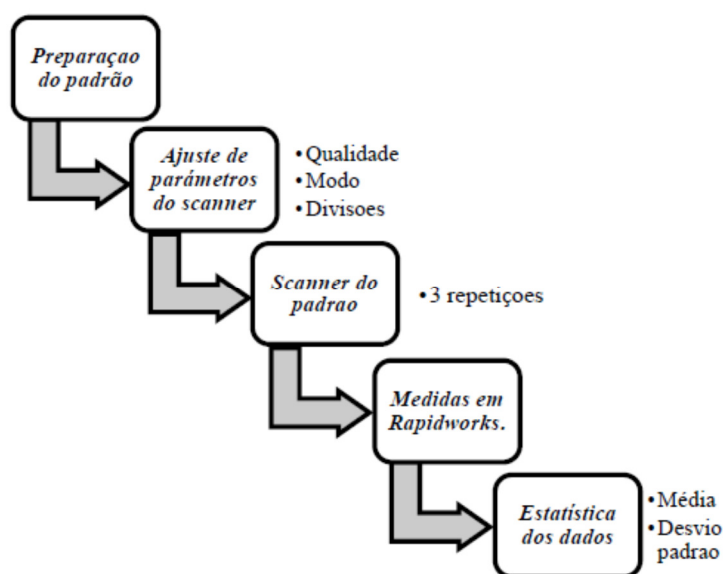 Preparaçao
do padrão
Ajuste de
parámetros
do scanner
•Qualidade
•Modo
•Divisoes
Scanner do
padrao
•3 repetiçoes
Medidas em
Rapidworks.
Estatística
dos dados
•Média
•Desvio
padrao